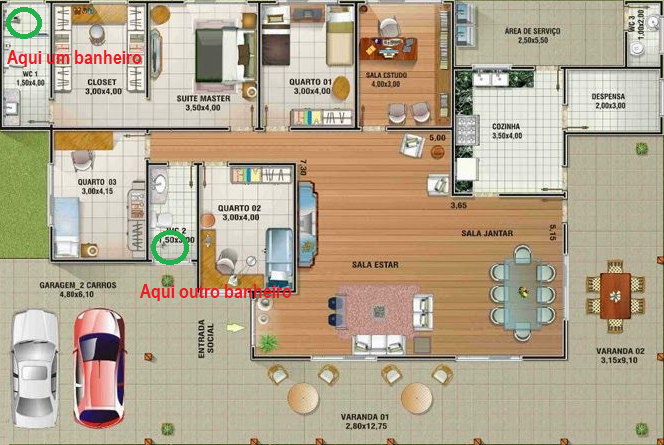 Aqui um banheiro
WC 1
1,50x4,00
CLOSET
3,00x4,00
SUITE MASTER
3,50x4,00
QUARTO 01
3,00x4,00
SALA ESTUDO
4,00x3,00
ÁREA DE SERVIÇO
2,50x5,50
WC 3
1,00x2,00
COZINHA
3,50x4,00
DESPENSA
2,00x3,00
5,00
7,30
3,65
5,15
QUARTO 03
3,00x4,15
WC 2
1,50x3,00
QUARTO 02
3,00x4,00
SALA JANTAR
SALA ESTAR
Aqui outro banheiro
GARAGEM_2 CARROS
4,80x6,10
ENTRADA
SOCIAL
VARANDA 02
3,15x9,10
VARANDA 01
2,80x12,75